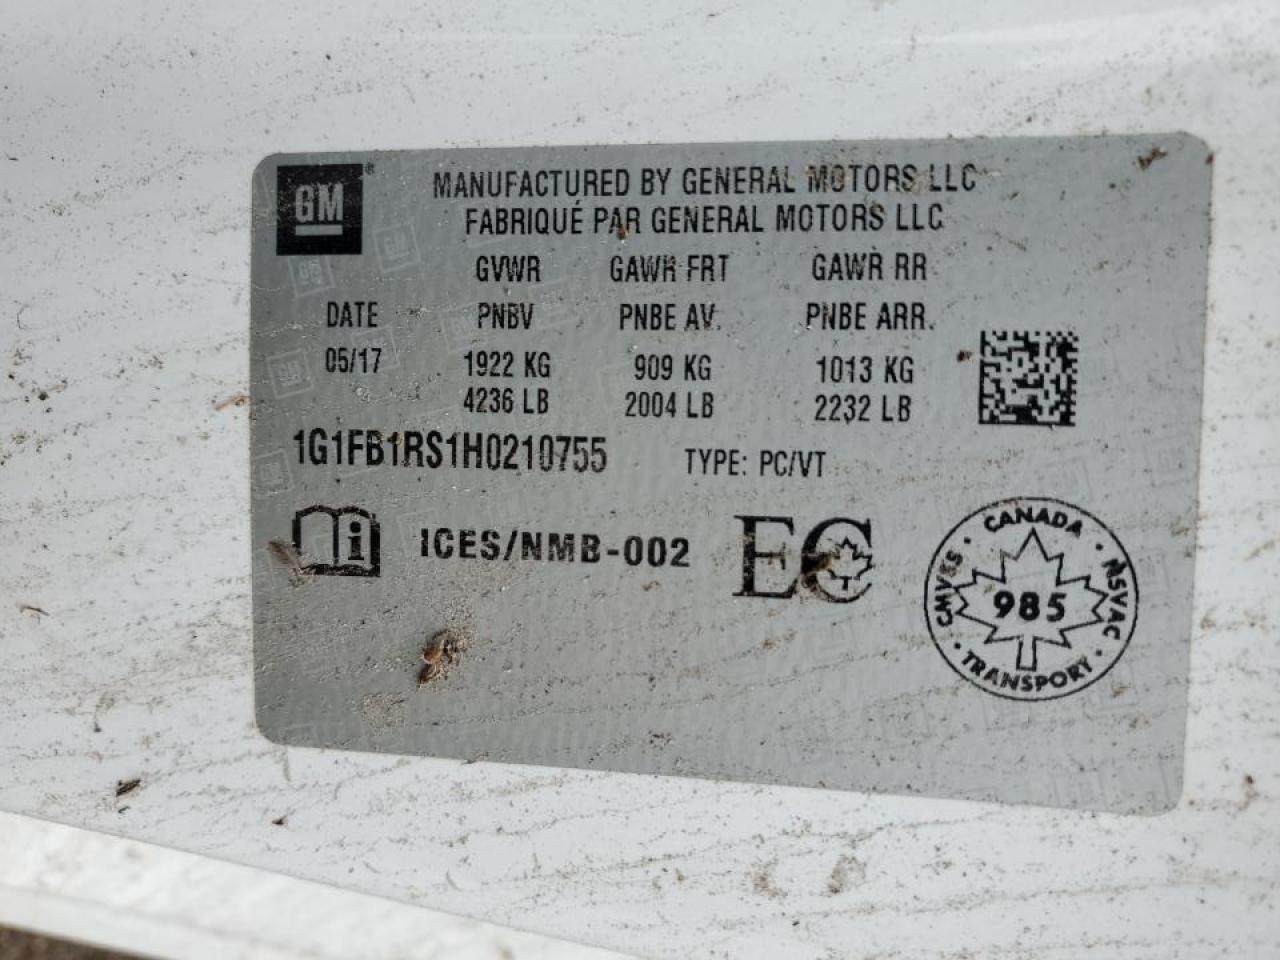 GM®
MANUFACTURED BY GENERAL MOTORS LLC
FABRIQUÉ PAR GENERAL MOTORS LLC
GVWR GAWR FRT GAWR RR
DATE PNBV PNBE AV. PNBE ARR.
05/17 1922 KG 909 KG 1013 KG
4236 LB 2004 LB 2232 LB
1G1FB1RS1H0210755 TYPE: PC/VT
i ICES/NMB-002 EC
CANADA
CMVSS · 985 · NSVAC
TRANSPORT